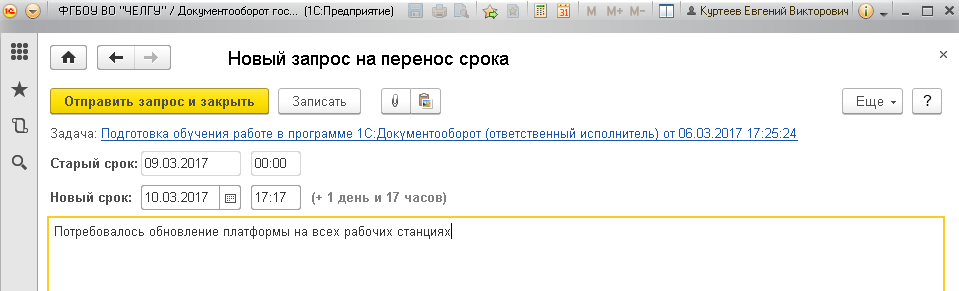 ФГБОУ ВО "ЧЕЛГУ" / Документооборот гос... (1С:Предприятие) M M+ M- Куртеев Евгений Викторович
Новый запрос на перенос срока
Отправить запрос и закрыть Записать Еще ?
Задача: Подготовка обучения работе в программе 1С:Документооборот (ответственный исполнитель) от 06.03.2017 17:25:24
Старый срок: 09.03.2017 00:00
Новый срок: 10.03.2017 17:17 (+ 1 день и 17 часов)
Потребовалось обновление платформы на всех рабочих станциях